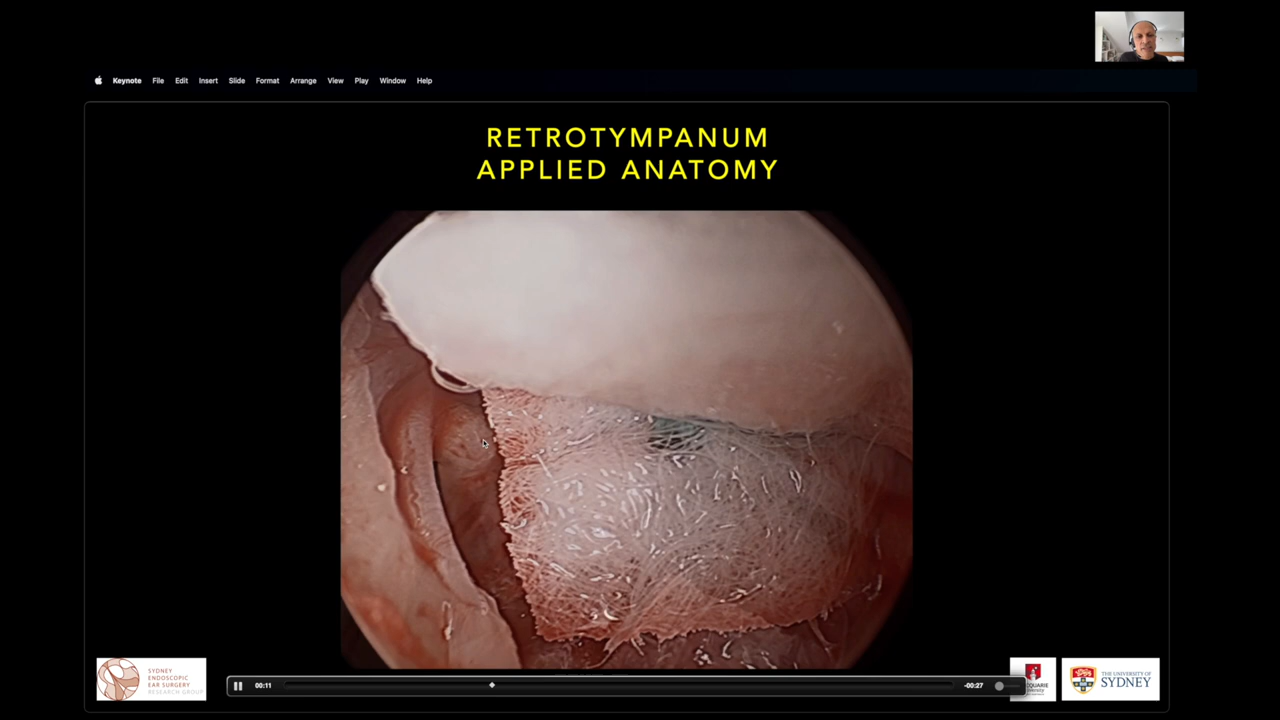 Keynote File Edit Insert Slide Format Arrange View Play Window Help
RETROTYMPANUM
APPLIED ANATOMY
SYDNEY
ENDOSCOPIC
EAR SURGERY
RESEARCH GROUP
00:11
-00:27
THE UNIVERSITY OF
SYDNEY